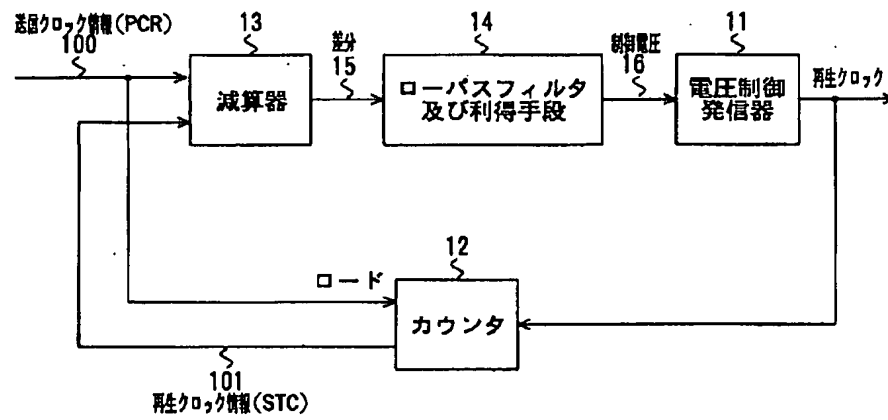 送信クロック情報(PCR)
100
13
減算器
差分
15
14
ローパスフィルタ
及び利得手段
制御電圧
16
11
電圧制御
発信器
再生クロック
ロード
12
カウンタ
101
再生クロック情報(STC)